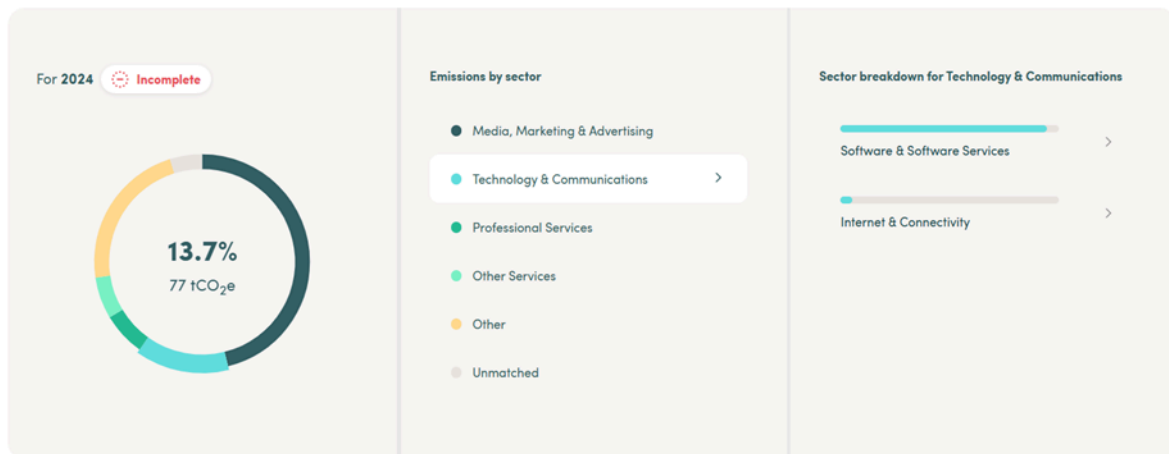 For 2024 Incomplete
13.7%
77 tCO₂e
Emissions by sector
Media, Marketing & Advertising
Technology & Communications
Professional Services
Other Services
Other
Unmatched
Sector breakdown for Technology & Communications
Software & Software Services
Internet & Connectivity